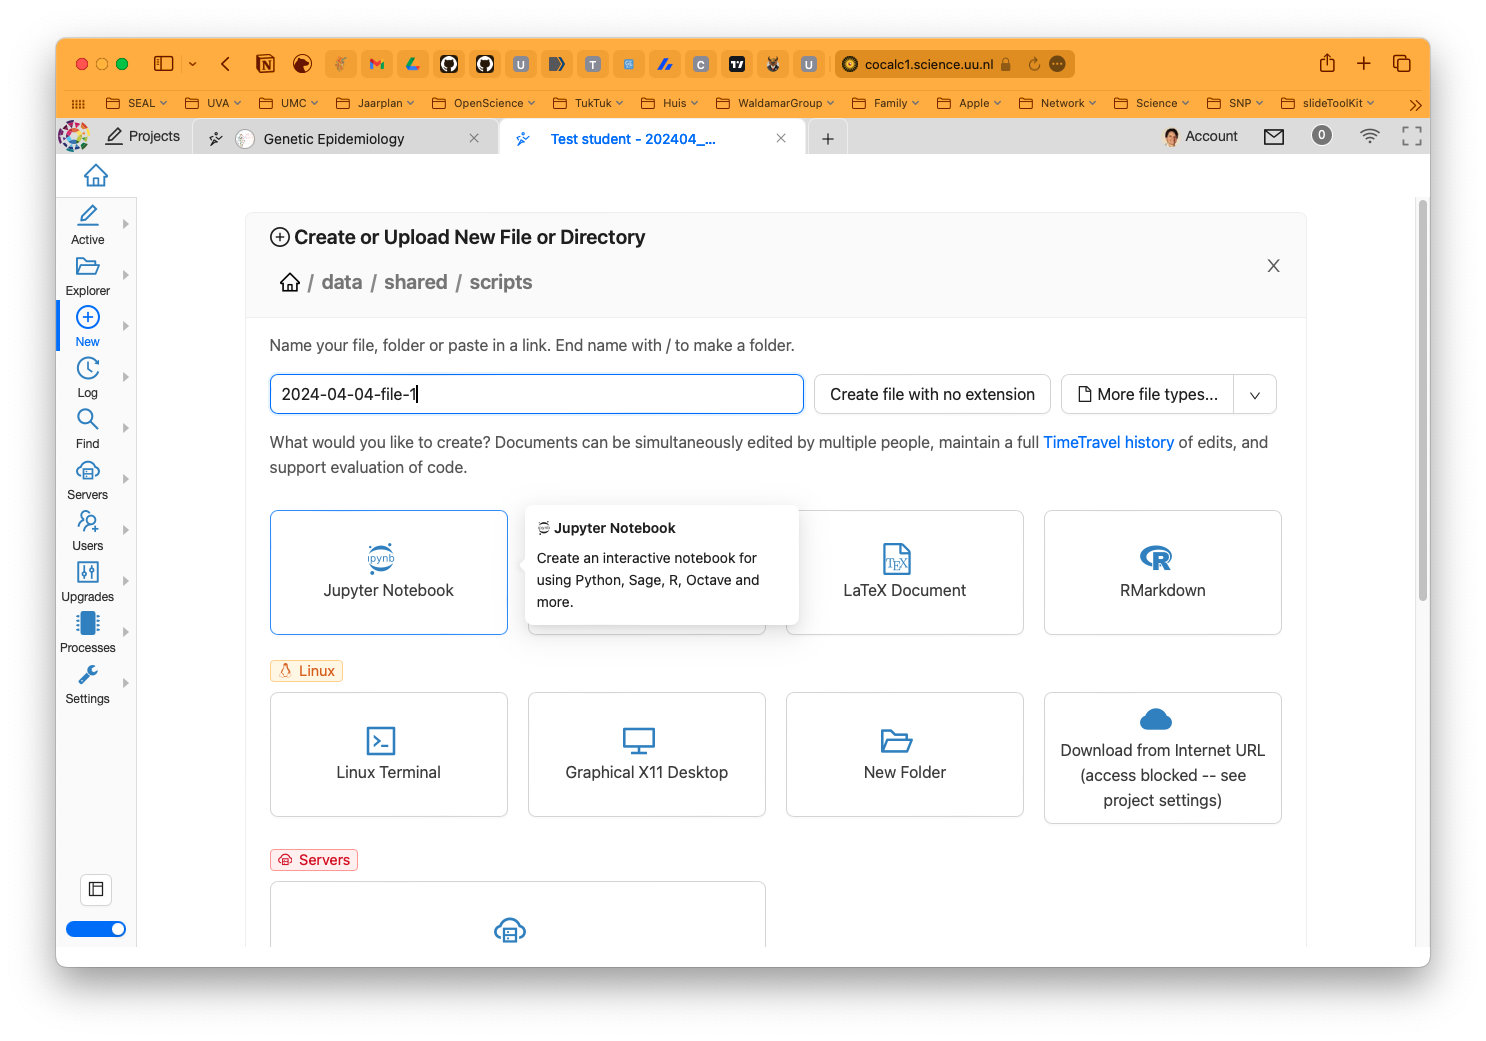 cocalc1.science.uu.nl
SEAL
UVA
UMC
Jaarplan
OpenScience
TukTuk
Huis
WaldamarGroup
Family
Apple
Network
Science
SNP
slideToolKit
Projects
Genetic Epidemiology
Test student - 202404_...
Account
0
Active
Explorer
New
Log
Find
Servers
Users
Upgrades
Processes
Settings
Create or Upload New File or Directory
/ data / shared / scripts
Name your file, folder or paste in a link. End name with / to make a folder.
2024-04-04-file-1
Create file with no extension
More file types...
What would you like to create? Documents can be simultaneously edited by multiple people, maintain a full TimeTravel history of edits, and
support evaluation of code.
ipynb
Jupyter Notebook
Jupyter Notebook
Create an interactive notebook for
using Python, Sage, R, Octave and
more.
TEX
LaTeX Document
R
RMarkdown
Linux
Linux Terminal
Graphical X11 Desktop
New Folder
Download from Internet URL
(access blocked -- see
project settings)
Servers